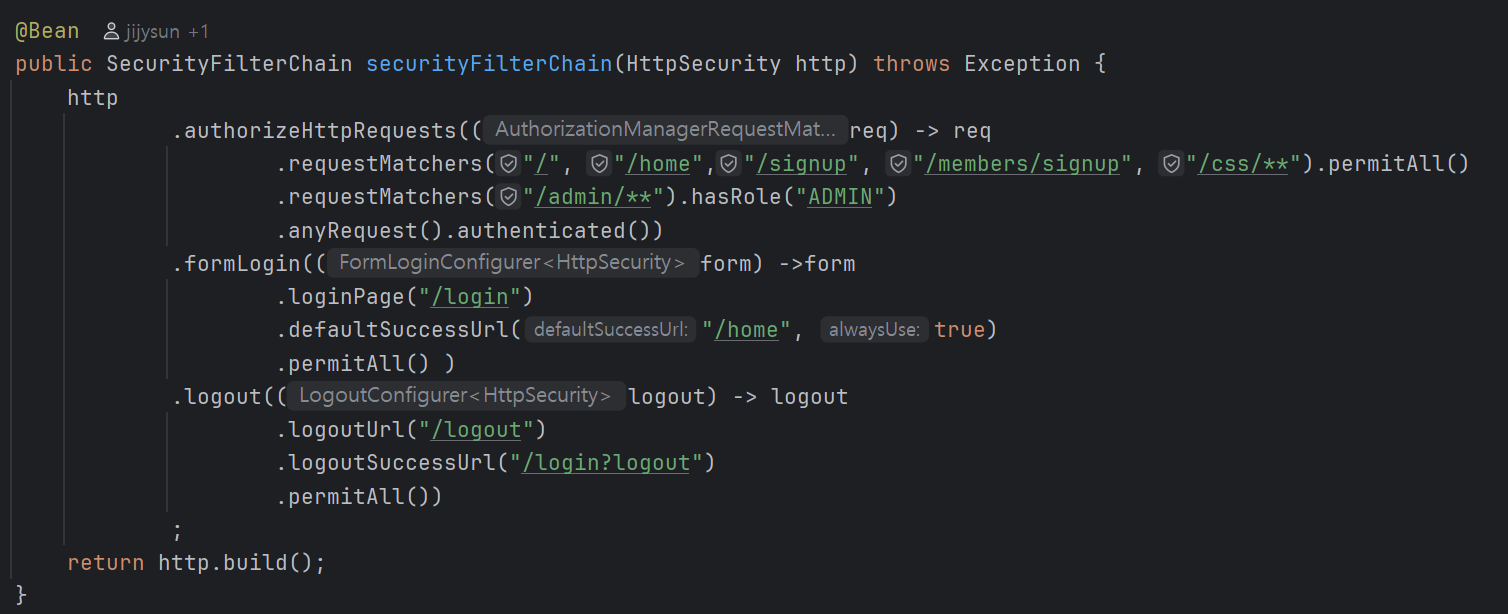 @Bean jijysun +1
public SecurityFilterChain securityFilterChain(HttpSecurity http) throws Exception {
    http
            .authorizeHttpRequests(( AuthorizationManagerRequestMat... req) -> req
                    .requestMatchers("/", "/home","/signup", "/members/signup", "/css/**").permitAll()
                    .requestMatchers("/admin/**").hasRole("ADMIN")
                    .anyRequest().authenticated())
            .formLogin(( FormLoginConfigurer<HttpSecurity> form) ->form
                    .loginPage("/login")
                    .defaultSuccessUrl( defaultSuccessUrl: "/home", alwaysUse: true)
                    .permitAll() )
            .logout(( LogoutConfigurer<HttpSecurity> logout) -> logout
                    .logoutUrl("/logout")
                    .logoutSuccessUrl("/login?logout")
                    .permitAll())
            ;
    return http.build();
}